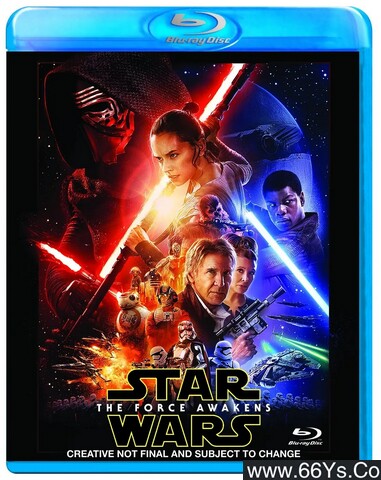 Blu-ray Disc
STAR
THE FORCE AWAKENS
WARS
Blu-ray Disc
CREATIVE NOT FINAL AND SUBJECT TO CHANGE
www.66Ys.Co